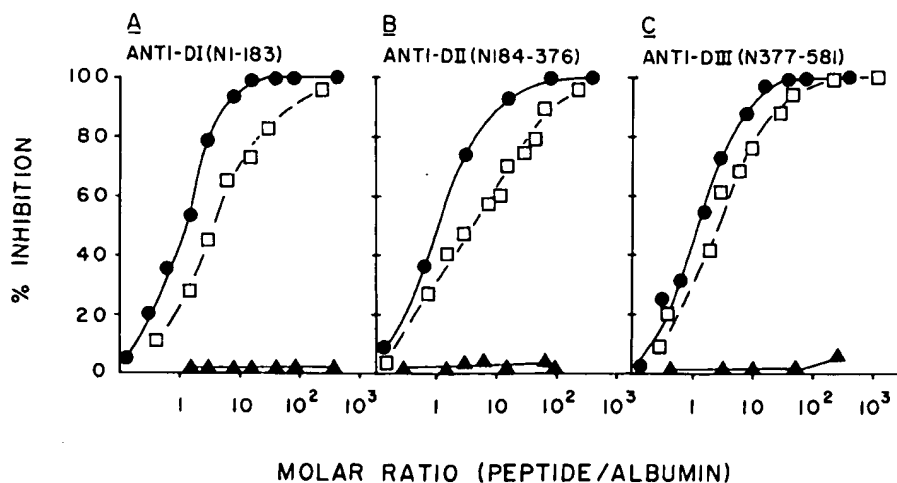 A
ANTI-DI(N1-183)
B
ANTI-DII(N184-376)
C
ANTI-DIII(N377-581)
% INHIBITION
100
80
60
40
20
0
1 10 10² 10³
1 10 10² 10³
1 10 10² 10³
MOLAR RATIO (PEPTIDE/ALBUMIN)